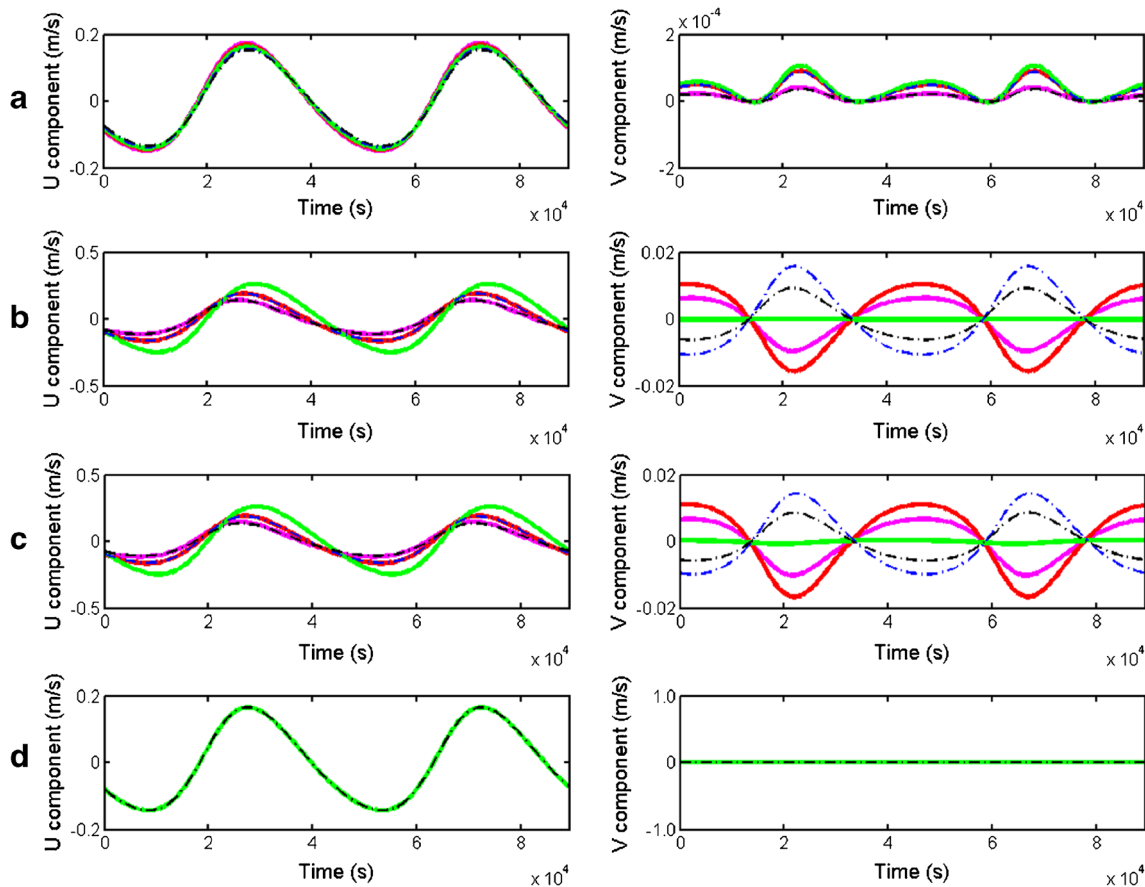 a
U component (m/s)
0.2
0
-0.2
0 2 4 6 8
Time (s)
x 10^4
V component (m/s)
x 10^-4
2
0
-2
0 2 4 6 8
Time (s)
x 10^4
b
U component (m/s)
0.5
0
-0.5
0 2 4 6 8
Time (s)
x 10^4
V component (m/s)
0.02
0
-0.02
0 2 4 6 8
Time (s)
x 10^4
c
U component (m/s)
0.5
0
-0.5
0 2 4 6 8
Time (s)
x 10^4
V component (m/s)
0.02
0
-0.02
0 2 4 6 8
Time (s)
x 10^4
d
U component (m/s)
0.2
0
-0.2
0 2 4 6 8
Time (s)
x 10^4
V component (m/s)
1.0
0
-1.0
0 2 4 6 8
Time (s)
x 10^4